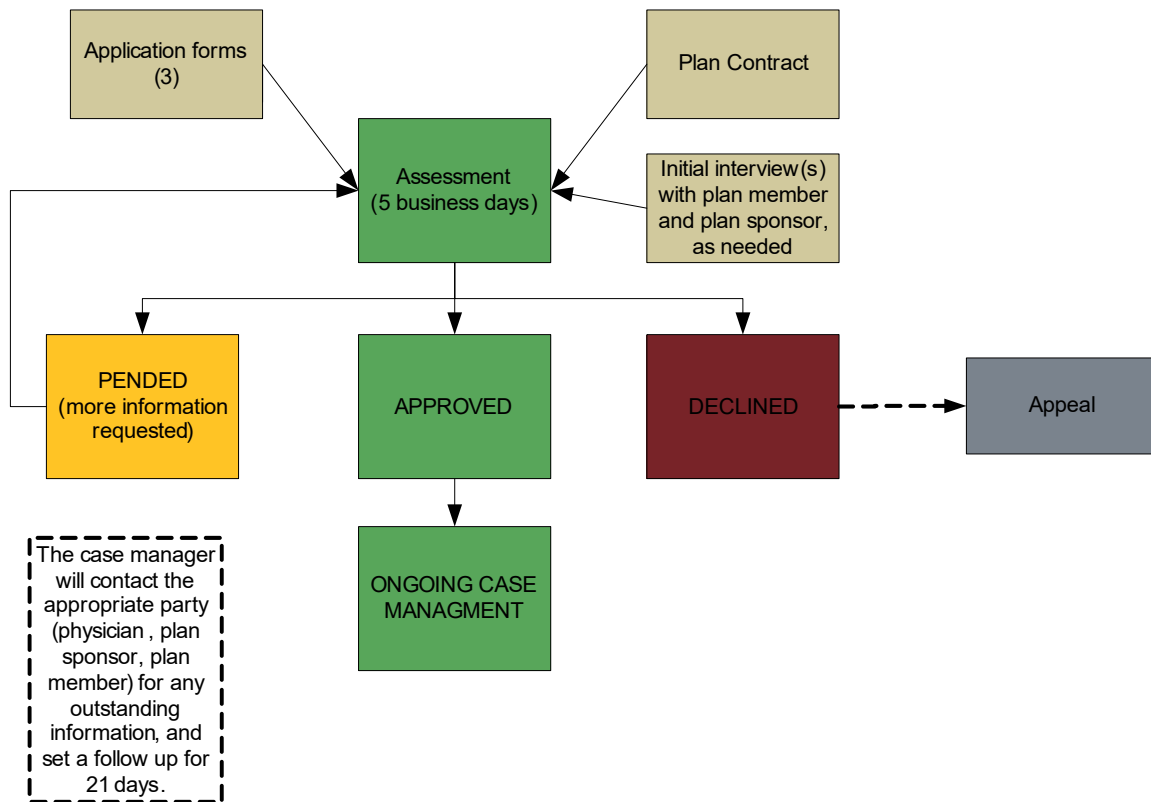 Application forms
(3)
Plan Contract
Assessment
(5 business days)
Initial interview(s)
with plan member
and plan sponsor,
as needed
PENDED
(more information
requested)
APPROVED
DECLINED
Appeal
The case manager
will contact the
appropriate party
(physician , plan
sponsor, plan
member) for any
outstanding
information, and
set a follow up for
21 days.
ONGOING CASE
MANAGMENT